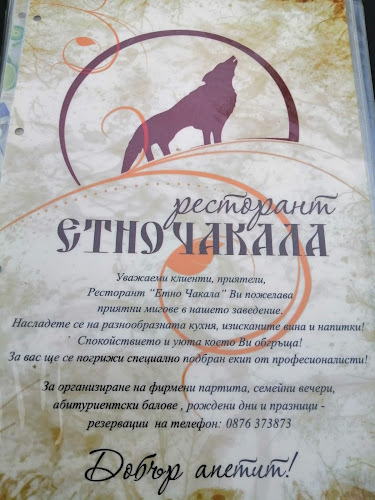 ресторант
ЕТНО ЧАКАЛА
Уважаеми клиенти, приятели,
Ресторант "Етно Чакала" Ви пожелава
приятни мигове в нашето заведение.
Насладете се на разнообразната кухня, изисканите вина и напитки!
Спокойствието и уюта косто Ви обгръща!
За вас ще се погрижи специално подбран екип от професионалисти!
За организиране на фирмени партита, семейни вечери,
абитуриентски балове , рождени дни и празници -
резервации на телефон: 0876 373873
Добър апетит!